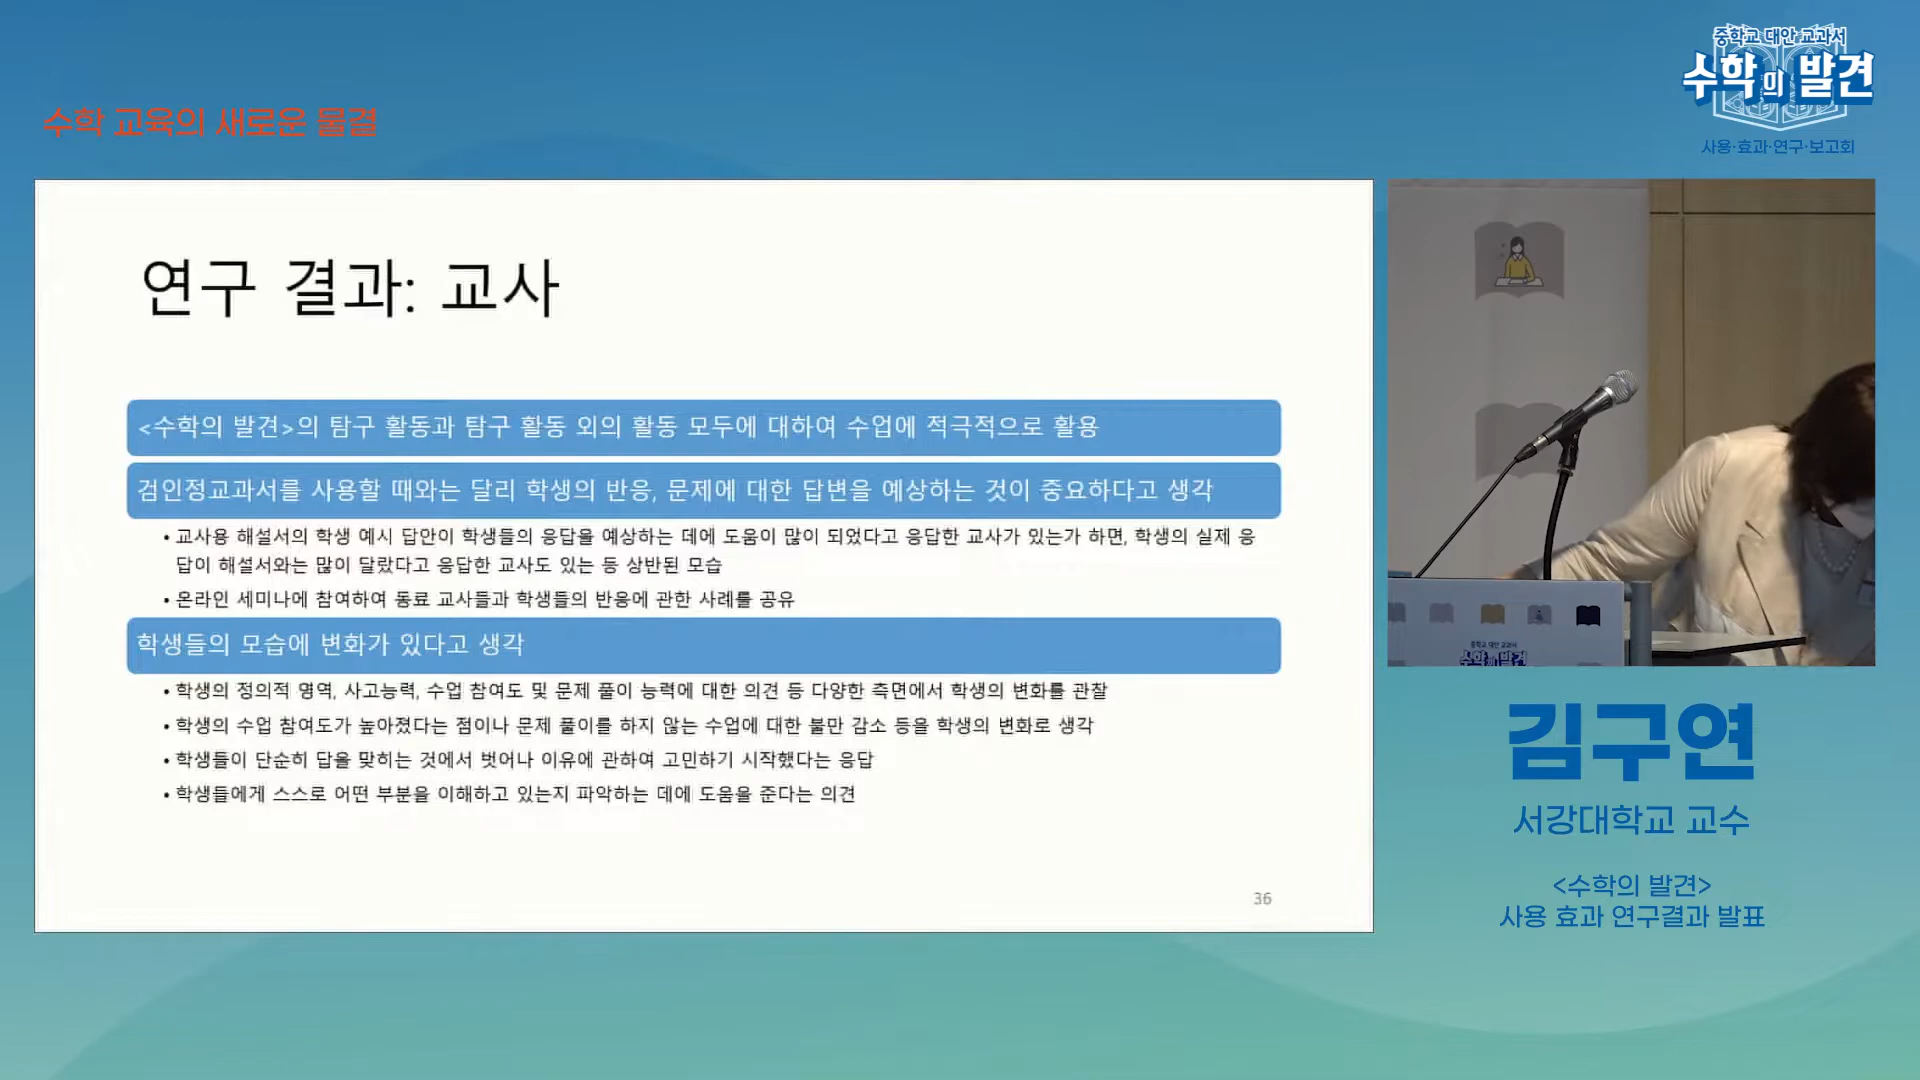 중학교 대안 교과서
수학의 발견
사용·효과·연구·보고회
수학 교육의 새로운 물결
연구 결과: 교사
<수학의 발견>의 탐구 활동과 탐구 활동 외의 활동 모두에 대하여 수업에 적극적으로 활용
검인정교과서를 사용할 때와는 달리 학생의 반응, 문제에 대한 답변을 예상하는 것이 중요하다고 생각
• 교사용 해설서의 학생 예시 답안이 학생들의 응답을 예상하는 데에 도움이 많이 되었다고 응답한 교사가 있는가 하면, 학생의 실제 응
답이 해설서와는 많이 달랐다고 응답한 교사도 있는 등 상반된 모습
• 온라인 세미나에 참여하여 동료 교사들과 학생들의 반응에 관한 사례를 공유
학생들의 모습에 변화가 있다고 생각
• 학생의 정의적 영역, 사고능력, 수업 참여도 및 문제 풀이 능력에 대한 의견 등 다양한 측면에서 학생의 변화를 관찰
• 학생의 수업 참여도가 높아졌다는 점이나 문제 풀이를 하지 않는 수업에 대한 불만 감소 등을 학생의 변화로 생각
• 학생들이 단순히 답을 맞히는 것에서 벗어나 이유에 관하여 고민하기 시작했다는 응답
• 학생들에게 스스로 어떤 부분을 이해하고 있는지 파악하는 데에 도움을 준다는 의견
36
중학교 대안 교과서
수학의 발견
김구연
서강대학교 교수
<수학의 발견>
사용 효과 연구결과 발표